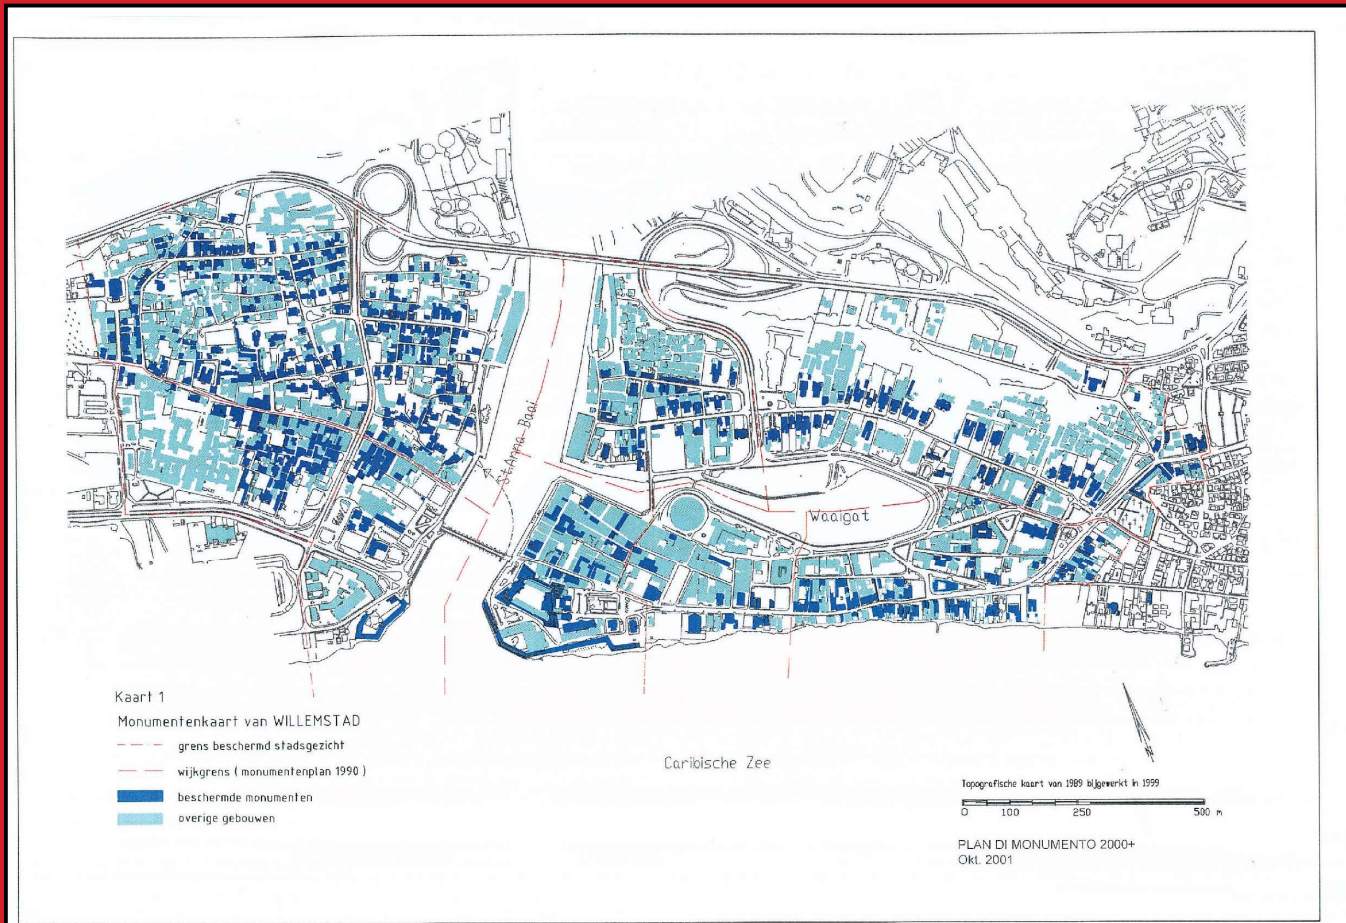 St.Anna Baai
Waaigat
Kaart 1
Monumentenkaart van WILLEMSTAD
grens beschermd stadsgezicht
wijkgrens ( monumentenplan 1990 )
beschermde monumenten
overige gebouwen
Caribische Zee
Topografische kaart van 1989 bijgewerkt in 1999
0 100 250 500 m
PLAN DI MONUMENTO 2000+
Okt. 2001